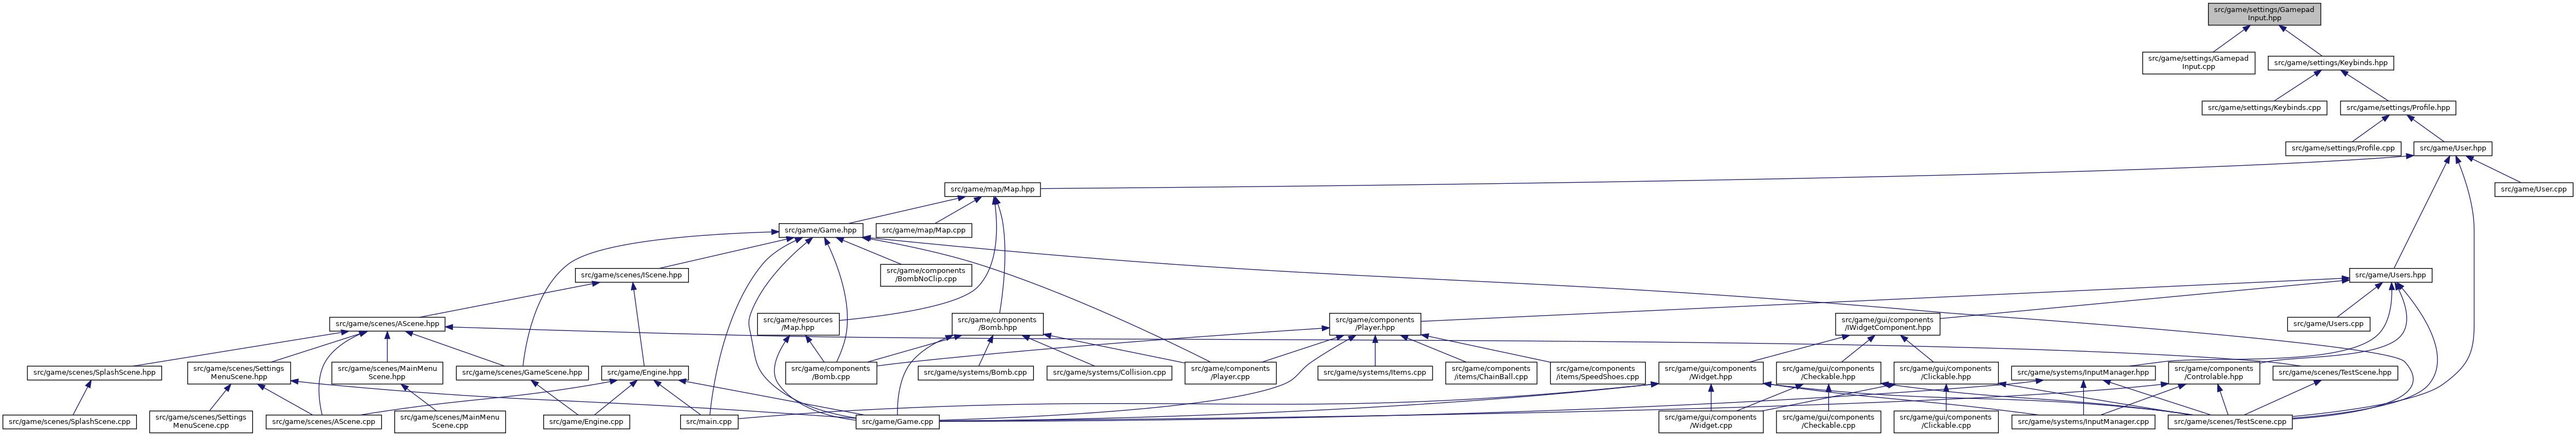 src/game/settings/Gamepad
Input.hpp
src/game/settings/Gamepad
Input.cpp
src/game/settings/Keybinds.hpp
src/game/settings/Keybinds.cpp
src/game/settings/Profile.hpp
src/game/settings/Profile.cpp
src/game/User.hpp
src/game/map/Map.hpp
src/game/User.cpp
src/game/Game.hpp
src/game/map/Map.cpp
src/game/scenes/IScene.hpp
src/game/components
/BombNoClip.cpp
src/game/Users.hpp
src/game/scenes/AScene.hpp
src/game/resources
/Map.hpp
src/game/components
/Bomb.hpp
src/game/components
/Player.hpp
src/game/gui/components
/IWidgetComponent.hpp
src/game/Users.cpp
src/game/scenes/SplashScene.hpp
src/game/scenes/Settings
MenuScene.hpp
src/game/scenes/MainMenu
Scene.hpp
src/game/scenes/GameScene.hpp
src/game/Engine.hpp
src/game/components
/Bomb.cpp
src/game/systems/Bomb.cpp
src/game/systems/Collision.cpp
src/game/components
/Player.cpp
src/game/systems/Items.cpp
src/game/components
/items/ChainBall.cpp
src/game/components
/items/SpeedShoes.cpp
src/game/gui/components
/Widget.hpp
src/game/gui/components
/Checkable.hpp
src/game/gui/components
/Clickable.hpp
src/game/systems/InputManager.hpp
src/game/components
/Controlable.hpp
src/game/scenes/TestScene.hpp
src/game/scenes/SplashScene.cpp
src/game/scenes/Settings
MenuScene.cpp
src/game/scenes/AScene.cpp
src/game/scenes/MainMenu
Scene.cpp
src/game/Engine.cpp
src/main.cpp
src/game/Game.cpp
src/game/gui/components
/Widget.cpp
src/game/gui/components
/Checkable.cpp
src/game/gui/components
/Clickable.cpp
src/game/systems/InputManager.cpp
src/game/scenes/TestScene.cpp